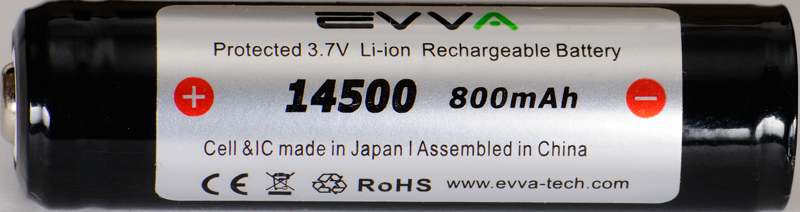 EVVA
Protected 3.7V Li-ion Rechargeable Battery
+ 14500 800mAh -
Cell &IC made in Japan I Assembled in China
CE RoHS www.evva-tech.com